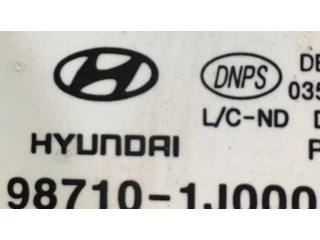 DNPS
L/C-ND
HYUNDAI
98710-1J000